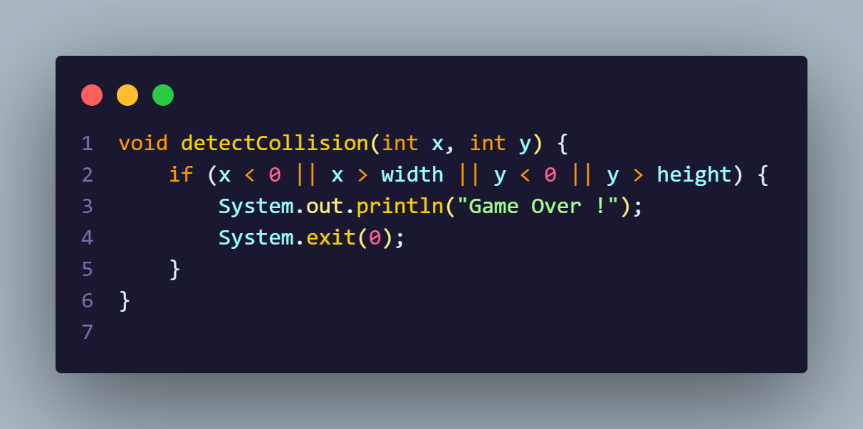 1 void detectCollision(int x, int y) {
2     if (x < 0 || x > width || y < 0 || y > height) {
3         System.out.println("Game Over !");
4         System.exit(0);
5     }
6 }
7